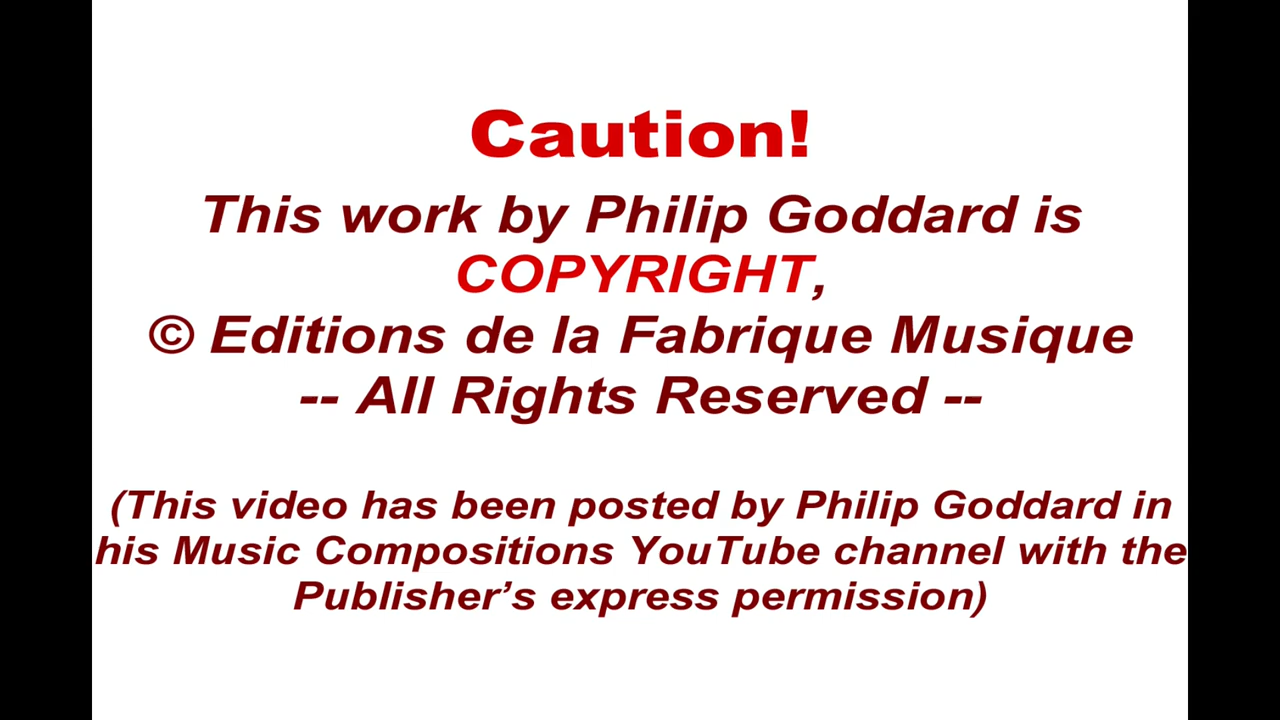 Caution!
This work by Philip Goddard is
COPYRIGHT,
© Editions de la Fabrique Musique
-- All Rights Reserved --
(This video has been posted by Philip Goddard in
his Music Compositions YouTube channel with the
Publisher’s express permission)